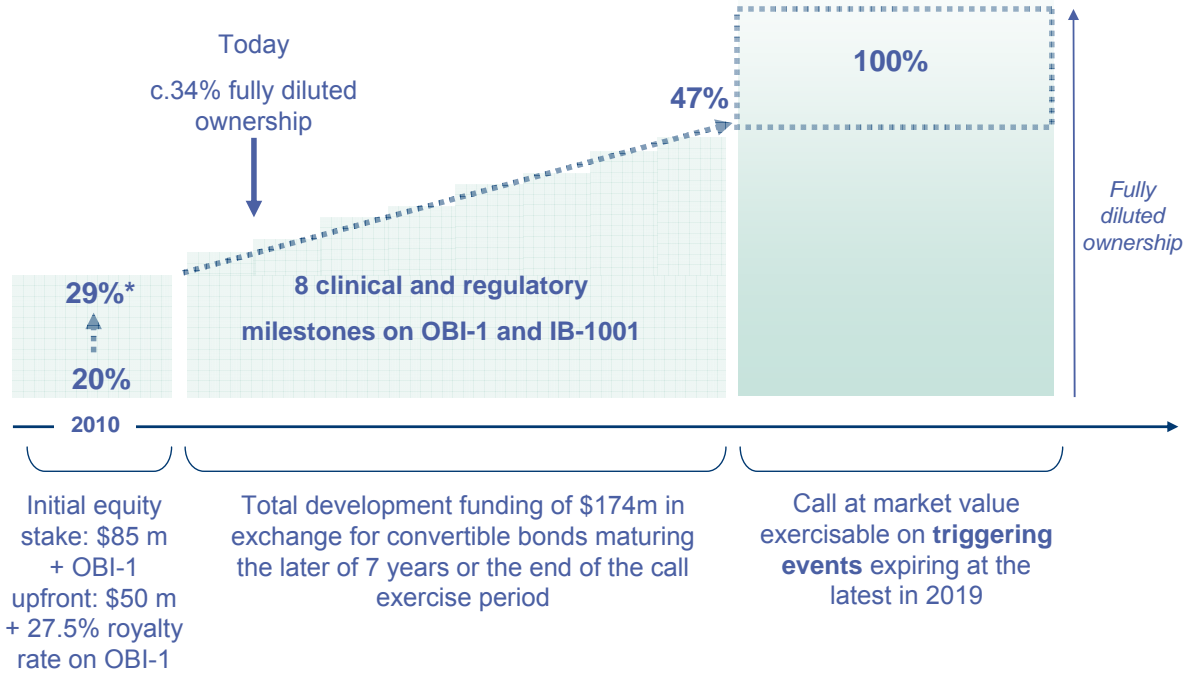 Today
c.34% fully diluted
ownership
47%
100%
Fully
diluted
ownership
29%*
20%
8 clinical and regulatory
milestones on OBI-1 and IB-1001
2010
Initial equity
stake: $85 m
+ OBI-1
upfront: $50 m
+ 27.5% royalty
rate on OBI-1
Total development funding of $174m in
exchange for convertible bonds maturing
the later of 7 years or the end of the call
exercise period
Call at market value
exercisable on triggering
events expiring at the
latest in 2019